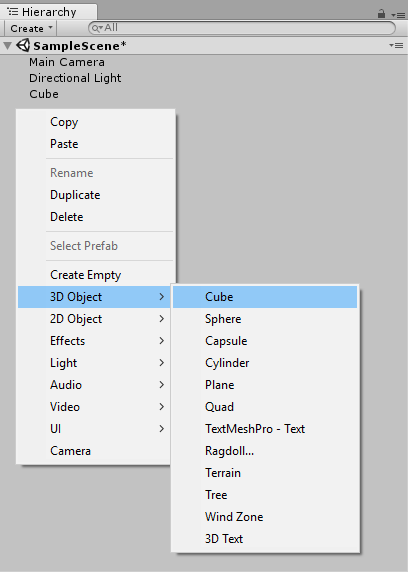 Hierarchy
Create All
SampleScene*
Main Camera
Directional Light
Cube
Copy
Paste
Rename
Duplicate
Delete
Select Prefab
Create Empty
3D Object
2D Object
Effects
Light
Audio
Video
UI
Camera
Cube
Sphere
Capsule
Cylinder
Plane
Quad
TextMeshPro - Text
Ragdoll...
Terrain
Tree
Wind Zone
3D Text